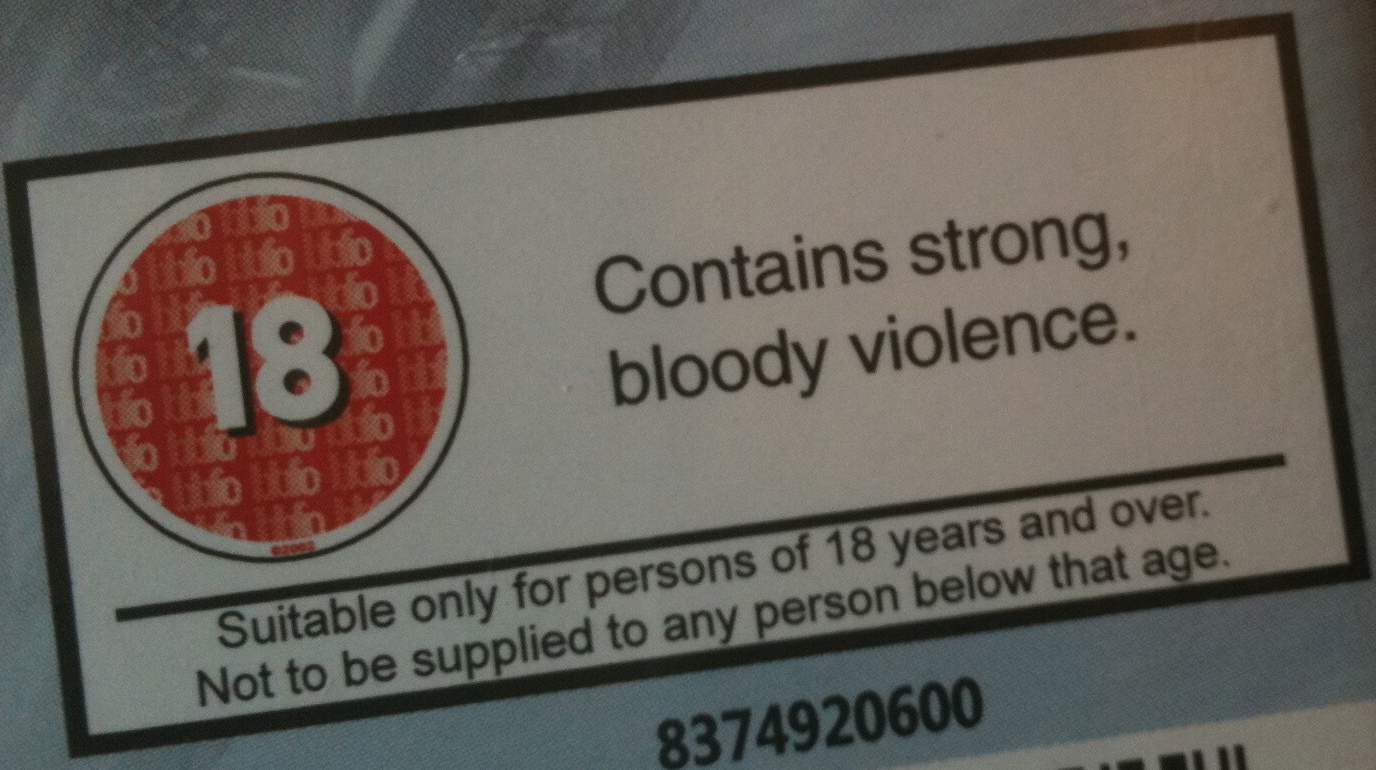 18
Contains strong,
bloody violence.
©2002
Suitable only for persons of 18 years and over.
Not to be supplied to any person below that age.
8374920600